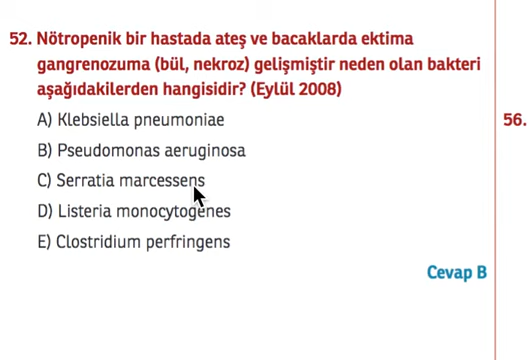 52. Nötropenik bir hastada ateş ve bacaklarda ektima
gangrenozuma (bül, nekroz) gelişmiştir neden olan bakteri
aşağıdakilerden hangisidir? (Eylül 2008)
A) Klebsiella pneumoniae
B) Pseudomonas aeruginosa
C) Serratia marcessens
D) Listeria monocytogenes
E) Clostridium perfringens
Cevap B
56.